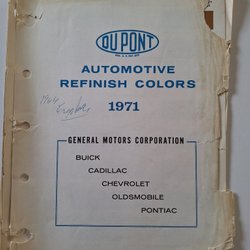 DU PONT
AUTOMOTIVE
REFINISH COLORS
1971
GENERAL MOTORS CORPORATION
BUICK
CADILLAC
CHEVROLET
OLDSMOBILE
PONTIAC